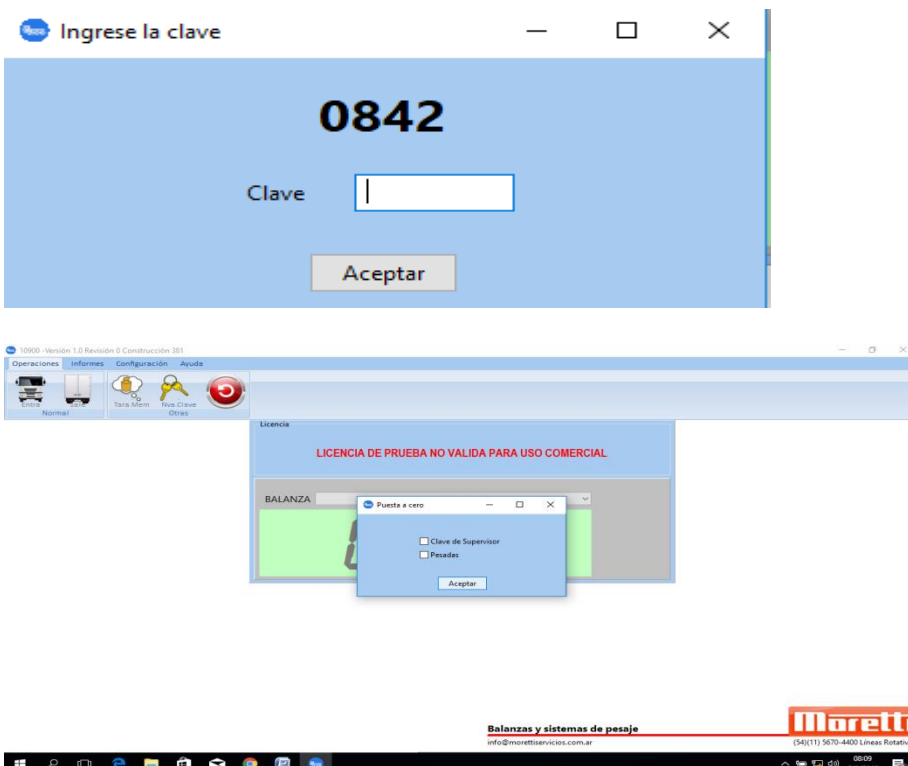 Ingrese la clave
0842
Clave
Aceptar
10900 -Versión 1.0 Revisión 0 Construcción 381
Operaciones Informes Configuración Ayuda
Entra Sale Tara Mem Nva Clave
Normal Otras
Licencia
LICENCIA DE PRUEBA NO VALIDA PARA USO COMERCIAL
BALANZA
Puesta a cero
Clave de Supervisor
Pesadas
Aceptar
Moretti
Balanzas y sistemas de pesaje
info@morettiservicios.com.ar
(54)(11) 5670-4400 Líneas Rotativ
08:09